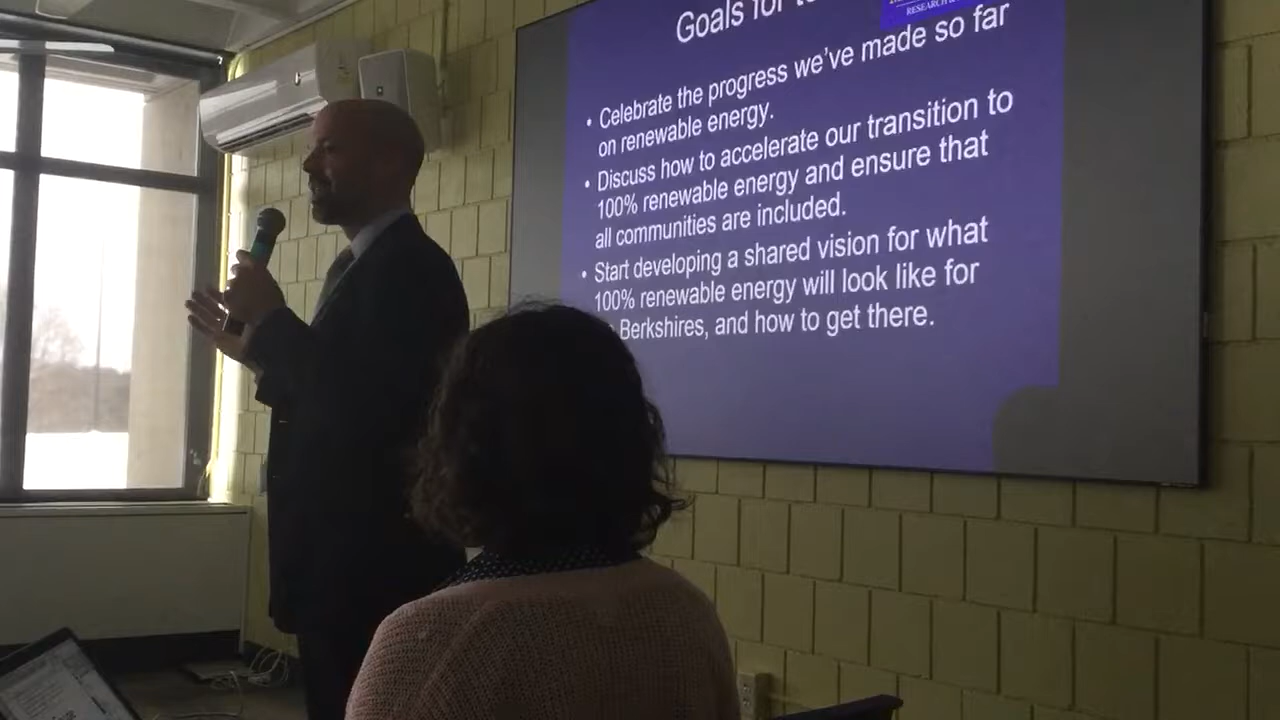 Goals for
RESEARCH
• Celebrate the progress we've made so far
on renewable energy.
• Discuss how to accelerate our transition to
100% renewable energy and ensure that
all communities are included.
• Start developing a shared vision for what
100% renewable energy will look like for
Berkshires, and how to get there.